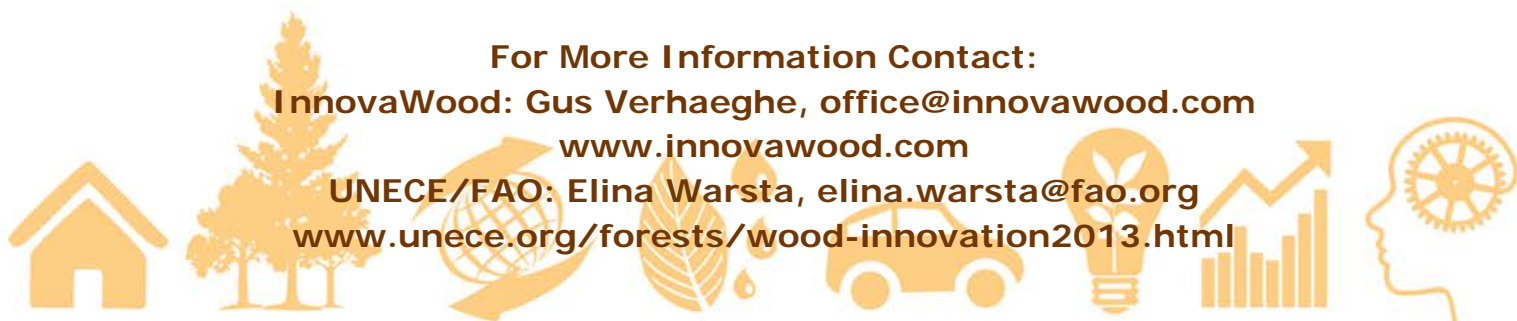 For More Information Contact:
InnovaWood: Gus Verhaeghe, office@innovawood.com
www.innovawood.com
UNECE/FAO: Elina Warsta, elina.warsta@fao.org
www.unece.org/forests/wood-innovation2013.html